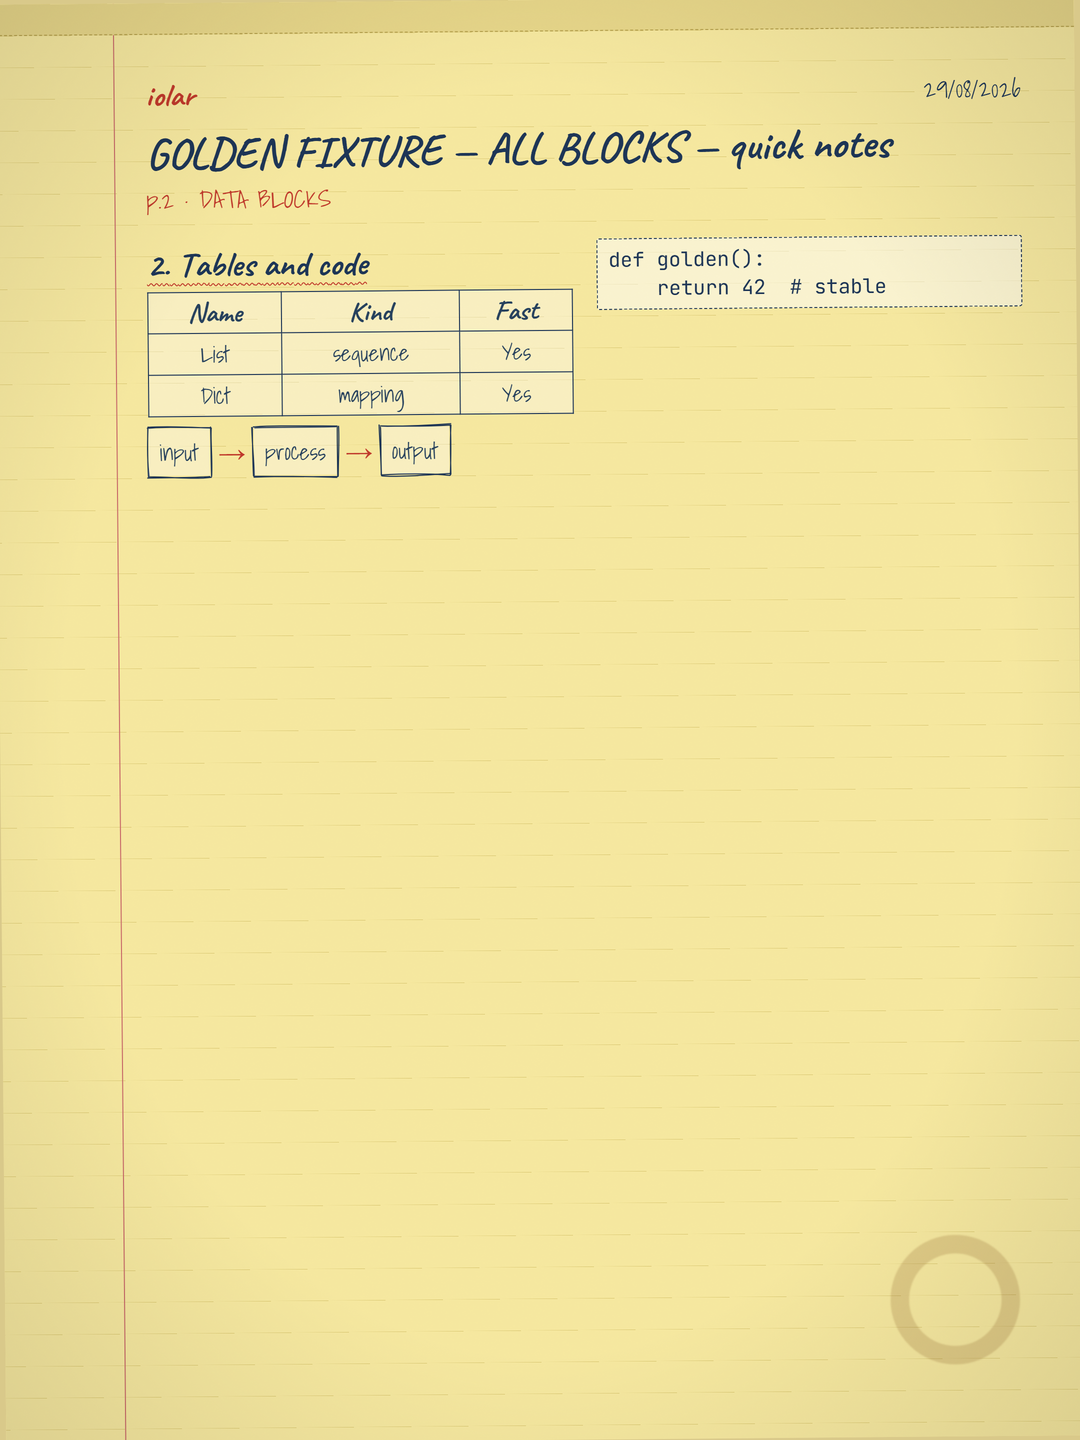 iolar
29/08/2026
GOLDEN FIXTURE – ALL BLOCKS – quick notes
P.2 · DATA BLOCKS
2. Tables and code
Name Kind Fast
List sequence Yes
Dict mapping Yes
input → process → output
def golden():
    return 42  # stable